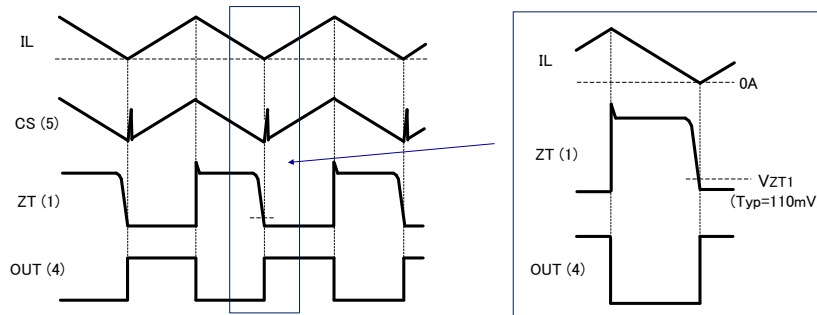 IL
CS (5)
ZT (1)
OUT (4)
IL
0A
ZT (1)
VZT1
(Typ=110mV
OUT (4)